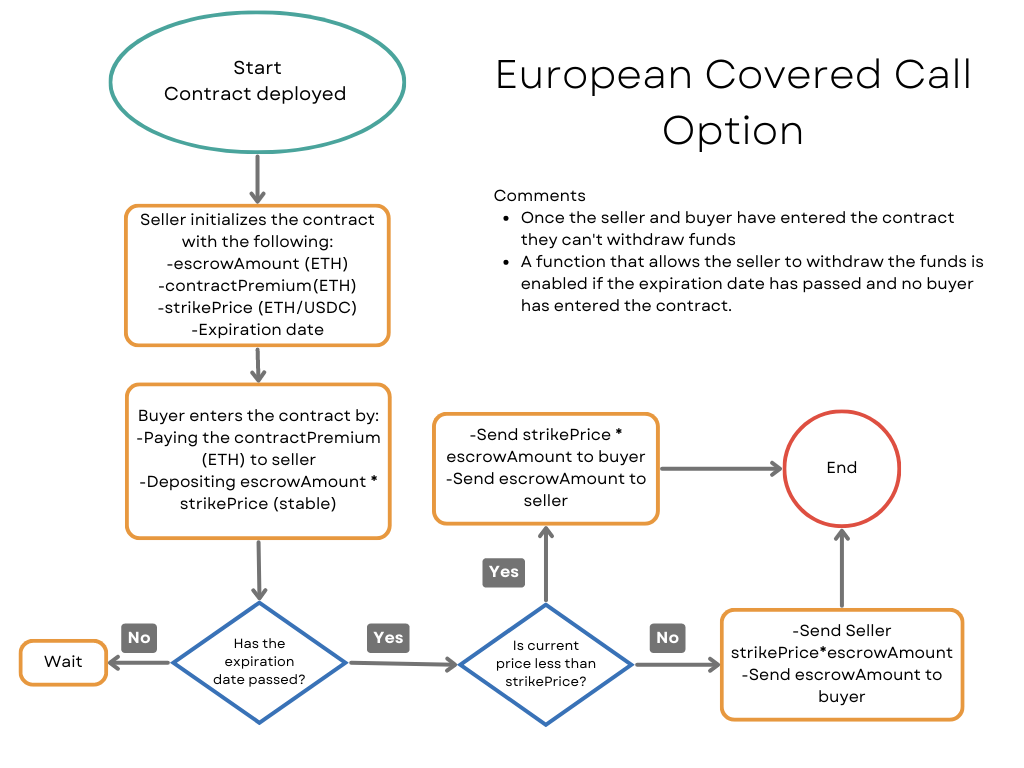 Start
Contract deployed
European Covered Call
Option
Comments
• Once the seller and buyer have entered the contract
they can't withdraw funds
• A function that allows the seller to withdraw the funds is
enabled if the expiration date has passed and no buyer
has entered the contract.
Seller initializes the contract
with the following:
-escrowAmount (ETH)
-contractPremium(ETH)
-strikePrice (ETH/USDC)
-Expiration date
Buyer enters the contract by:
-Paying the contractPremium
(ETH) to seller
-Depositing escrowAmount *
strikePrice (stable)
-Send strikePrice *
escrowAmount to buyer
-Send escrowAmount to
seller
End
Yes
No
Wait
Has the
expiration
date passed?
Yes
Is current
price less than
strikePrice?
No
-Send Seller
strikePrice*escrowAmount
-Send escrowAmount to
buyer